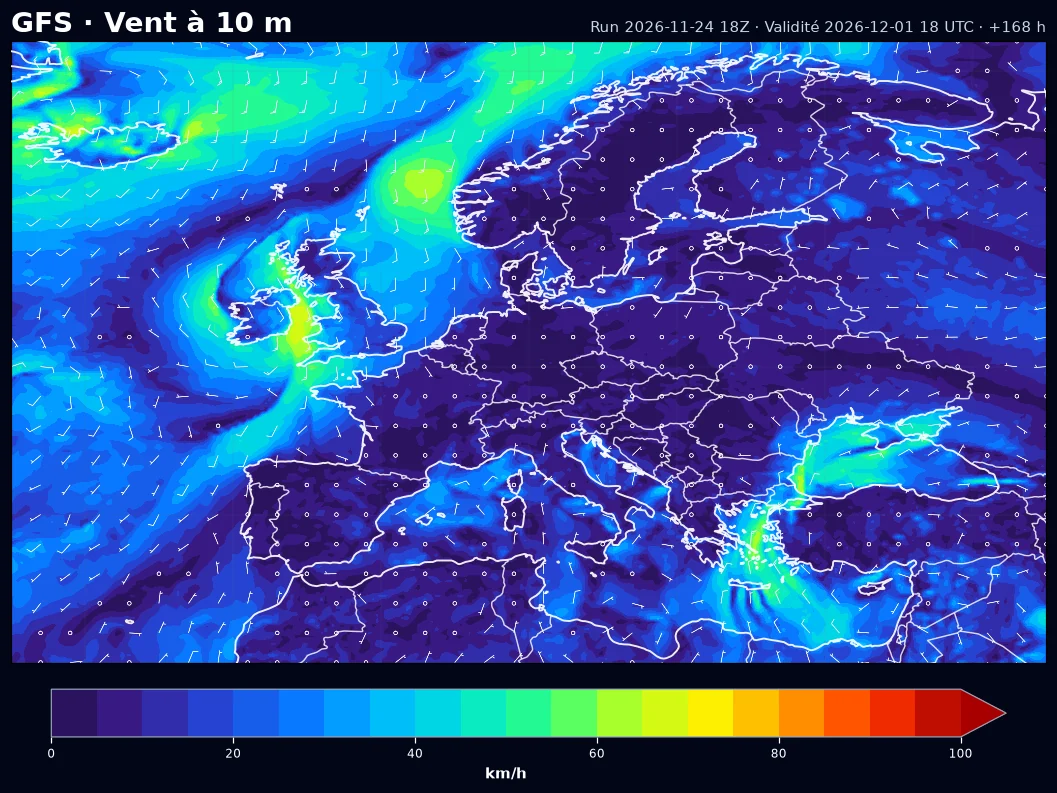 GFS · Vent à 10 m
Run 2026-11-24 18Z · Validité 2026-12-01 18 UTC · +168 h
0 20 40 60 80 100
km/h